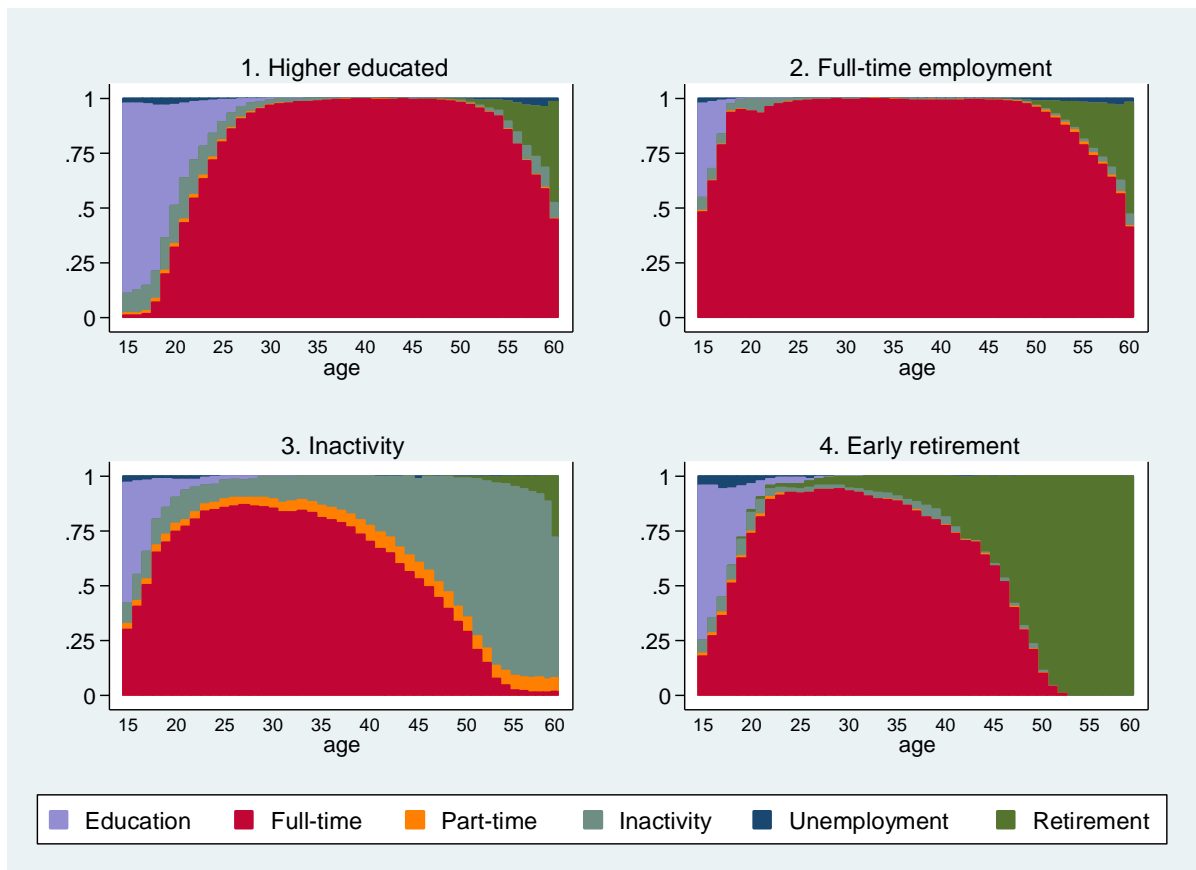 1. Higher educated
1
.75
.5
.25
0
15 20 25 30 35 40 45 50 55 60
age
2. Full-time employment
1
.75
.5
.25
0
15 20 25 30 35 40 45 50 55 60
age
3. Inactivity
1
.75
.5
.25
0
15 20 25 30 35 40 45 50 55 60
age
4. Early retirement
1
.75
.5
.25
0
15 20 25 30 35 40 45 50 55 60
age
Education Full-time Part-time Inactivity Unemployment Retirement